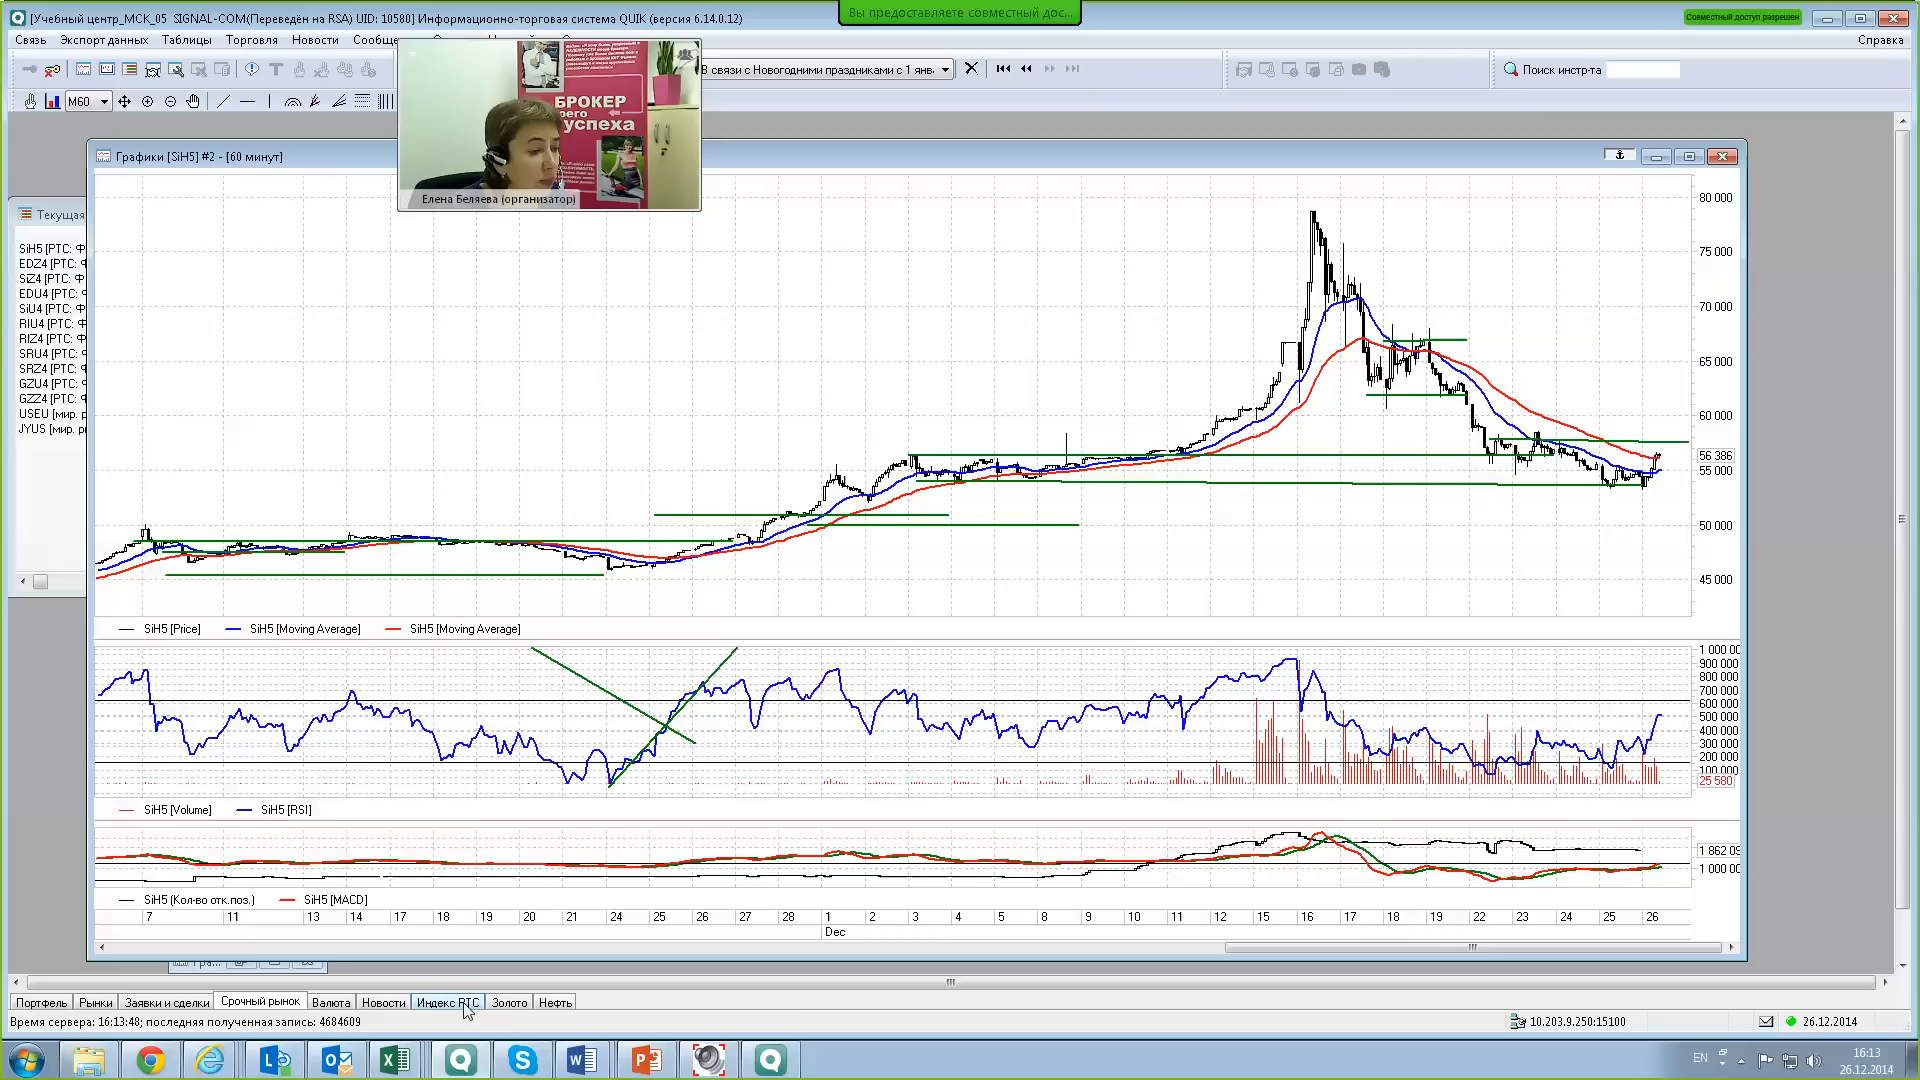 [Учебный центр_МСК_05 SIGNAL-COM(Переведён на RSA) UID: 10580] Информационно-торговая система QUIK (версия 6.14.0.12)
Вы предоставляете совместный дос...
Совместный доступ разрешен
Связь Экспорт данных Таблицы Торговля Новости Сообще
Справка
В связи с Новогодними праздниками с 1 янв
Поиск инстр-та
M60
БРОКЕР
успеха
Елена Беляева (организатор)
Графики [SiH5] #2 - [60 минут]
Текущая
SiH5 [РТС: Ф
EDZ4 [РТС: Ф
SiZ4 [РТС: Ф
EDU4 [РТС: Ф
SiU4 [РТС: Ф
RIU4 [РТС: Ф
RIZ4 [РТС: Ф
SRU4 [РТС: Ф
SRZ4 [РТС: Ф
GZU4 [РТС: Ф
GZZ4 [РТС: Ф
USEU [мир. р
JYUS [мир. р
80 000
75 000
70 000
65 000
60 000
56 386
55 000
50 000
45 000
SiH5 [Price] SiH5 [Moving Average] SiH5 [Moving Average]
1 000 00
900 000
800 000
700 000
600 000
500 000
400 000
300 000
200 000
100 000
25 580
SiH5 [Volume] SiH5 [RSI]
1 862 09
1 000 00
SiH5 (Кол-во отк.поз.) SiH5 [MACD]
7 11 13 14 17 18 19 20 21 24 25 26 27 28 1 2 3 4 5 8 9 10 11 12 15 16 17 18 19 22 23 24 25 26
Dec
Гра...
Портфель Рынки Заявки и сделки Срочный рынок Валюта Новости Индекс РТС Золото Нефть
Время сервера: 16:13:48; последняя полученная запись: 4684609
10.203.9.250:15100
26.12.2014
EN
16:13
26.12.2014